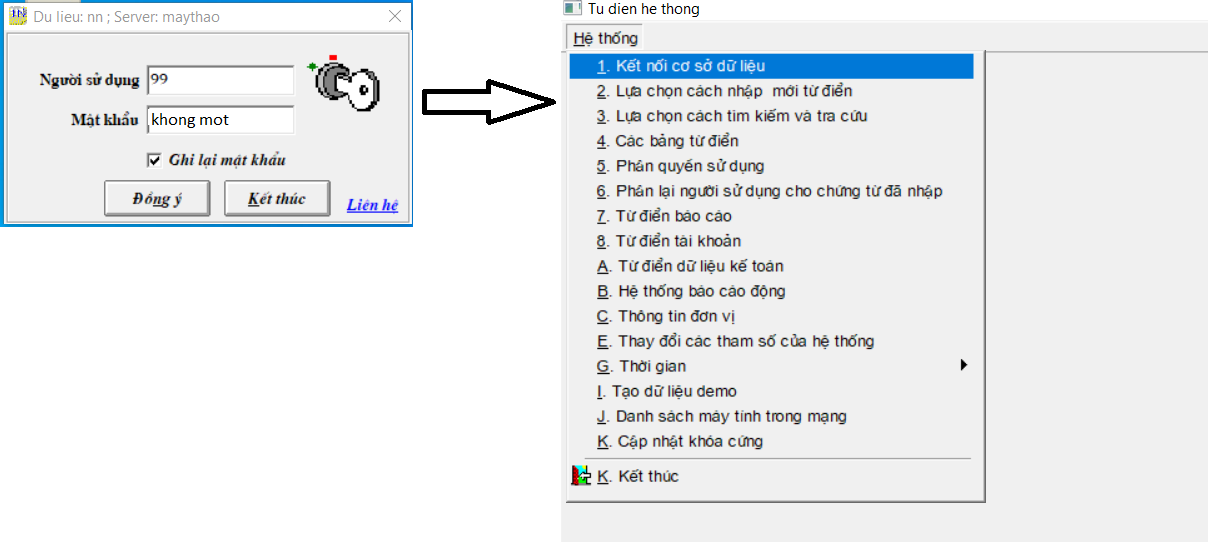 Du lieu: nn ; Server: maythao
Người sử dụng 99
Mật khẩu khong mot
Ghi lại mật khẩu
Đồng ý Kết thúc Liên hệ
Tu dien he thong
Hệ thống
1. Kết nối cơ sở dữ liệu
2. Lựa chọn cách nhập mới từ điển
3. Lựa chọn cách tìm kiếm và tra cứu
4. Các bảng từ điển
5. Phân quyền sử dụng
6. Phân lại người sử dụng cho chứng từ đã nhập
7. Từ điển báo cáo
8. Từ điển tài khoản
A. Từ điển dữ liệu kế toán
B. Hệ thống báo cáo động
C. Thông tin đơn vị
E. Thay đổi các tham số của hệ thống
G. Thời gian
I. Tạo dữ liệu demo
J. Danh sách máy tính trong mạng
K. Cập nhật khóa cứng
K. Kết thúc